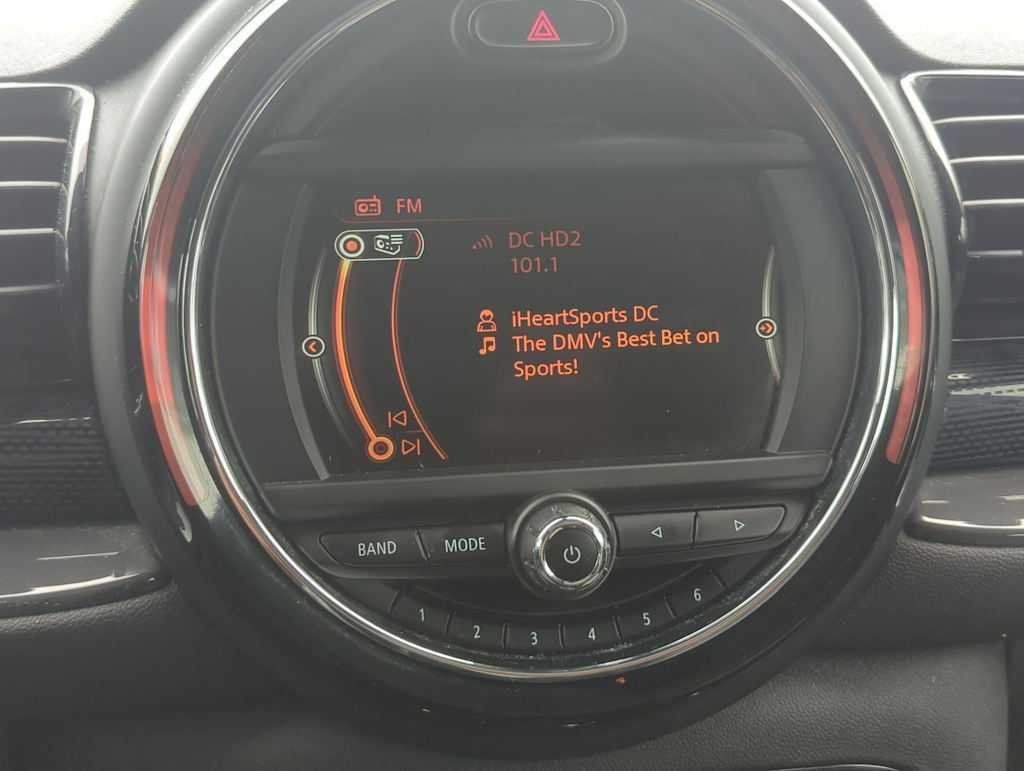 FM
DC HD2
101.1
iHeartSports DC
The DMV's Best Bet on
Sports!
BAND MODE
1 2 3 4 5 6